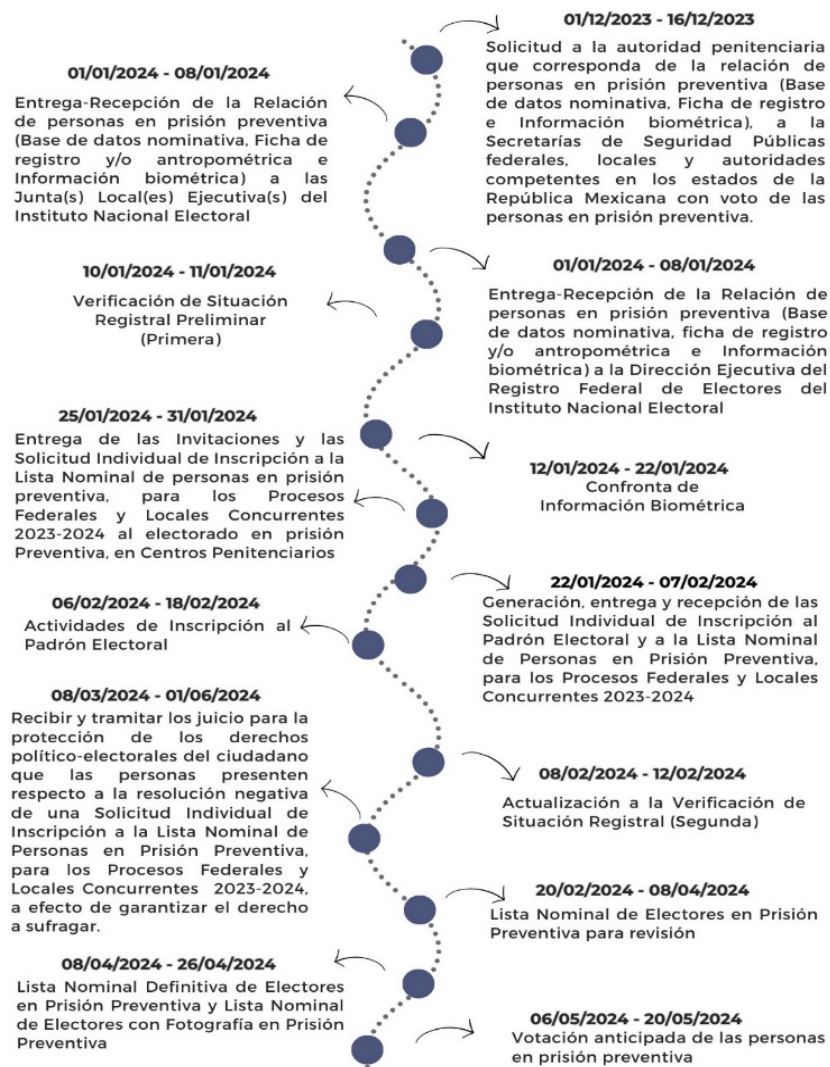 01/12/2023 - 16/12/2023
Solicitud a la autoridad penitenciaria
que corresponda de la relación de
personas en prisión preventiva (Base
de datos nominativa, Ficha de registro
e Información biométrica), a la
Secretarías de Seguridad Públicas
federales, locales y autoridades
competentes en los estados de la
República Mexicana con voto de las
personas en prisión preventiva.
01/01/2024 - 08/01/2024
Entrega-Recepción de la Relación
de personas en prisión preventiva
(Base de datos nominativa, Ficha de
registro y/o antropométrica e
Información biométrica) a las
Junta(s) Local(es) Ejecutiva(s) del
Instituto Nacional Electoral
01/01/2024 - 08/01/2024
Entrega-Recepción de la Relación de
personas en prisión preventiva (Base
de datos nominativa, ficha de registro
y/o antropométrica e Información
biométrica) a la Dirección Ejecutiva del
Registro Federal de Electores del
Instituto Nacional Electoral
10/01/2024 - 11/01/2024
Verificación de Situación
Registral Preliminar
(Primera)
12/01/2024 - 22/01/2024
Confronta de
Información Biométrica
25/01/2024 - 31/01/2024
Entrega de las Invitaciones y las
Solicitud Individual de Inscripción a la
Lista Nominal de personas en prisión
preventiva, para los Procesos
Federales y Locales Concurrentes
2023-2024 al electorado en prisión
Preventiva, en Centros Penitenciarios
22/01/2024 - 07/02/2024
Generación, entrega y recepción de las
Solicitud Individual de Inscripción al
Padrón Electoral y a la Lista Nominal
de Personas en Prisión Preventiva,
para los Procesos Federales y Locales
Concurrentes 2023-2024
06/02/2024 - 18/02/2024
Actividades de Inscripción al
Padrón Electoral
08/02/2024 - 12/02/2024
Actualización a la Verificación de
Situación Registral (Segunda)
08/03/2024 - 01/06/2024
Recibir y tramitar los juicio para la
protección de los derechos
político-electorales del ciudadano
que las personas presenten
respecto a la resolución negativa
de una Solicitud Individual de
Inscripción a la Lista Nominal de
Personas en Prisión Preventiva,
para los Procesos Federales y
Locales Concurrentes 2023-2024,
a efecto de garantizar el derecho
a sufragar.
20/02/2024 - 08/04/2024
Lista Nominal de Electores en Prisión
Preventiva para revisión
08/04/2024 - 26/04/2024
Lista Nominal Definitiva de Electores
en Prisión Preventiva y Lista Nominal
de Electores con Fotografía en Prisión
Preventiva
06/05/2024 - 20/05/2024
Votación anticipada de las personas
en prisión preventiva